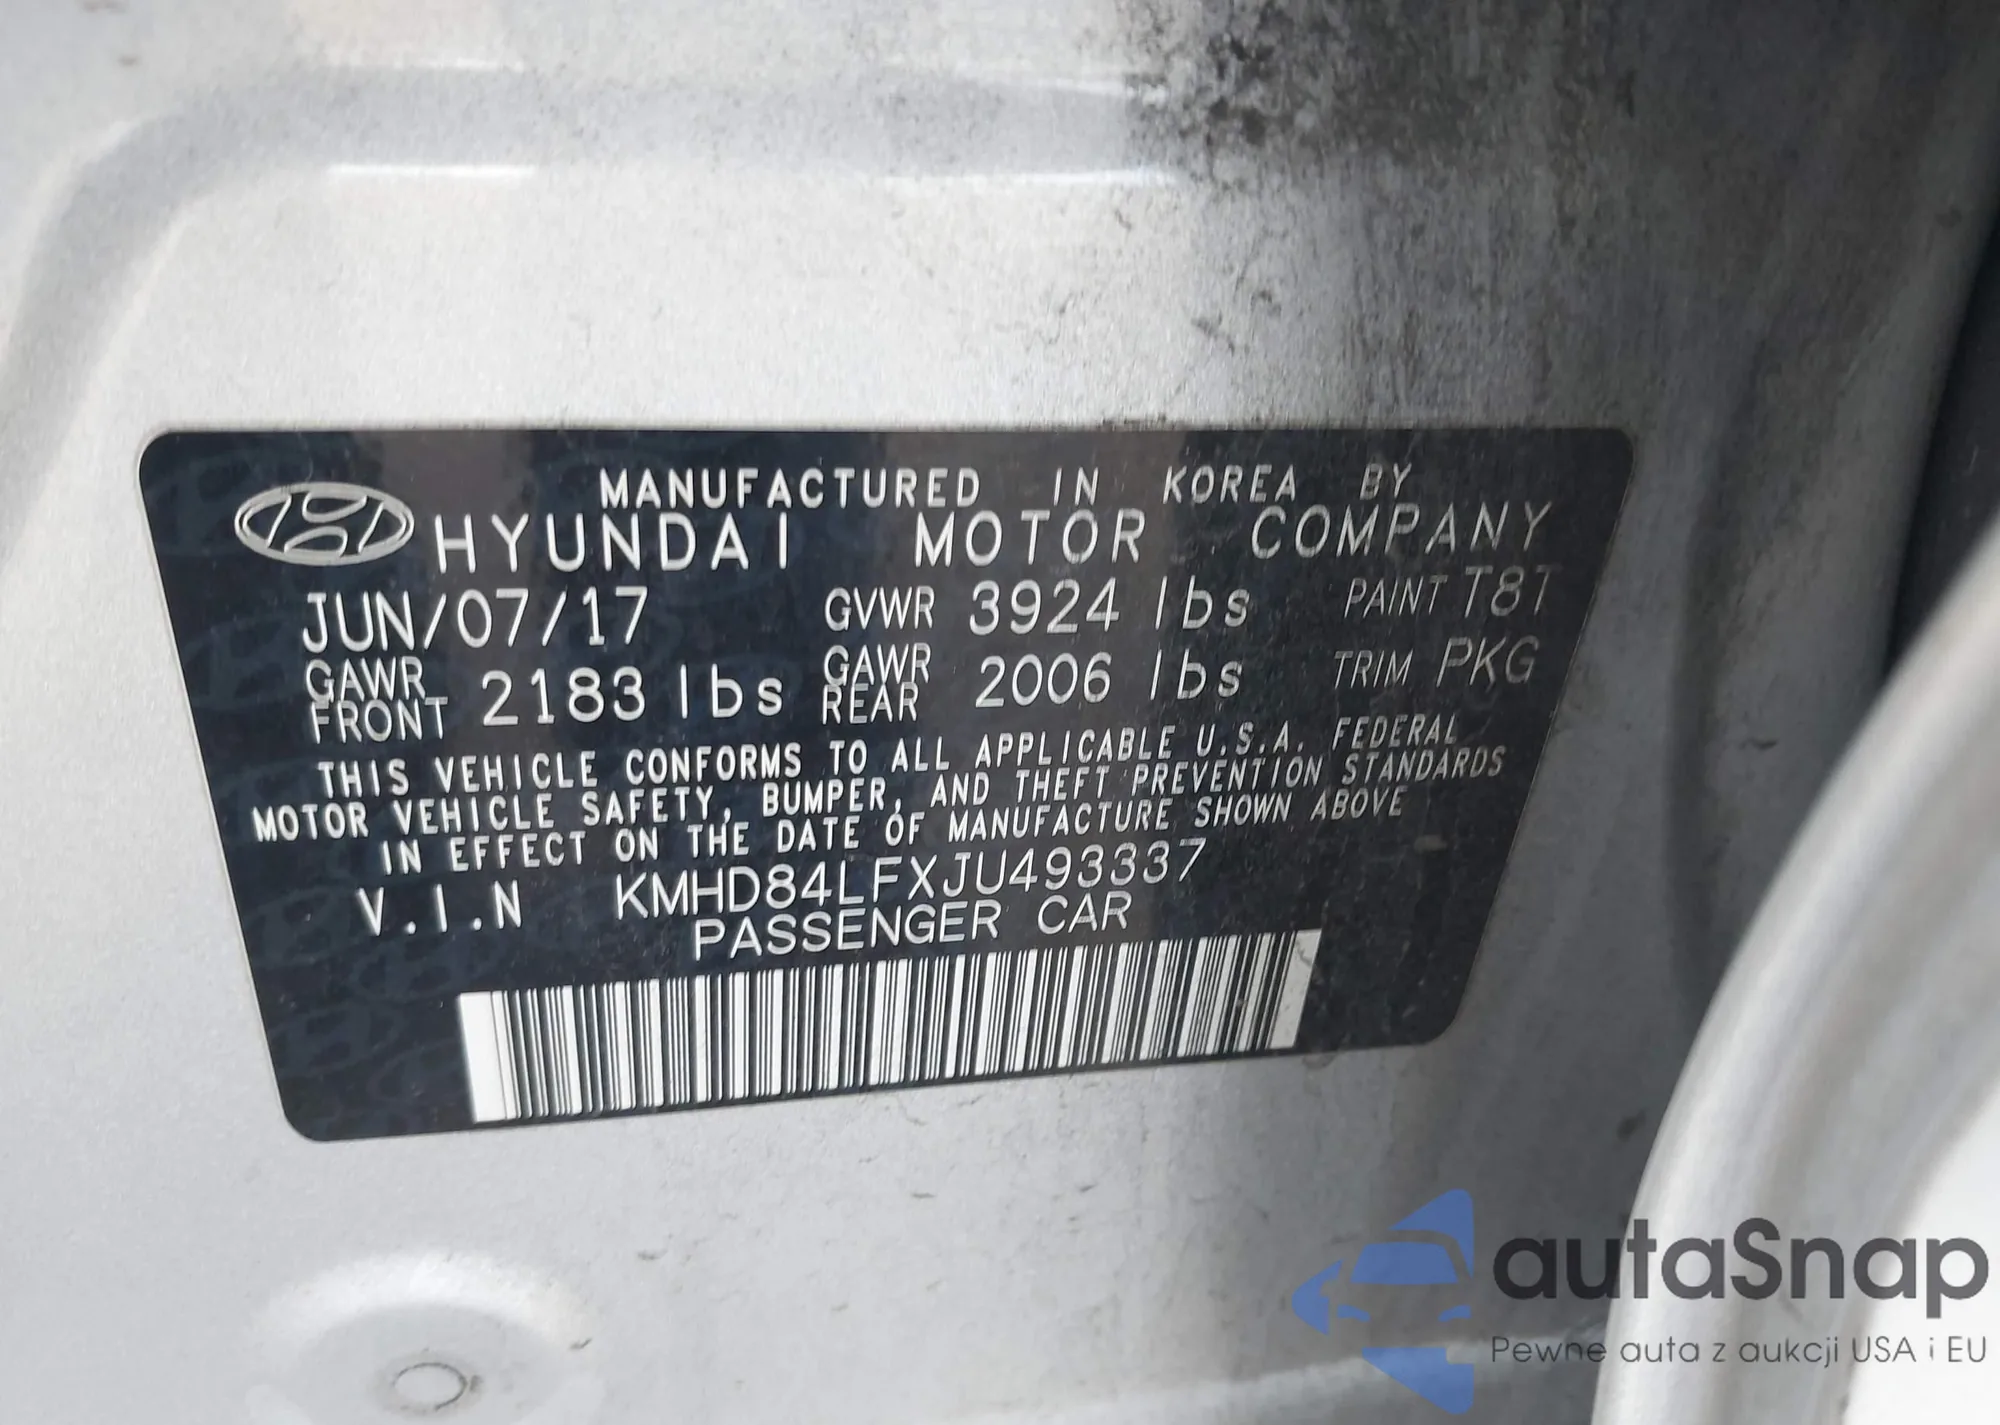 MANUFACTURED IN KOREA BY
HYUNDAI MOTOR COMPANY
JUN/07/17 GVWR 3924 lbs PAINT T8T
GAWR FRONT 2183 lbs GAWR REAR 2006 lbs TRIM PKG
THIS VEHICLE CONFORMS TO ALL APPLICABLE U.S.A. FEDERAL
MOTOR VEHICLE SAFETY, BUMPER, AND THEFT PREVENTION STANDARDS
IN EFFECT ON THE DATE OF MANUFACTURE SHOWN ABOVE
V.I.N KMHD84LFXJU493337
PASSENGER CAR
autaSnap
Pewne auta z aukcji USA i EU